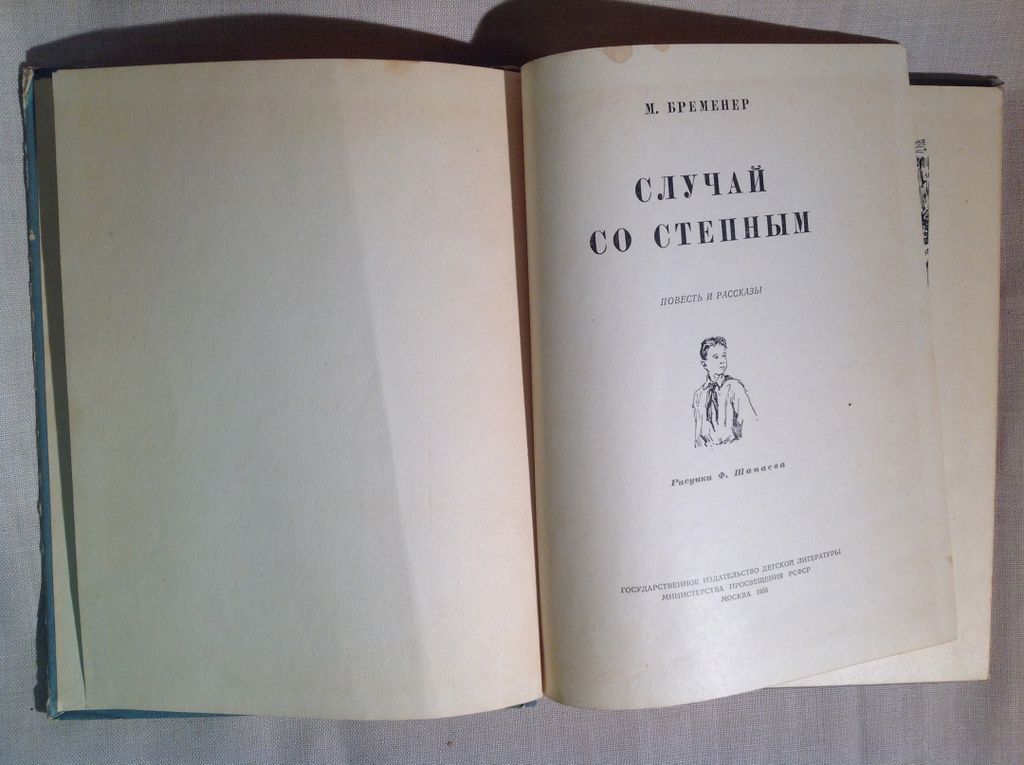 М. БРЕМЕНЕР
СЛУЧАЙ
СО СТЕПНЫМ
ПОВЕСТЬ И РАССКАЗЫ
Рисунки Ф. Шапаева
ГОСУДАРСТВЕННОЕ ИЗДАТЕЛЬСТВО ДЕТСКОЙ ЛИТЕРАТУРЫ
МИНИСТЕРСТВА ПРОСВЕЩЕНИЯ РСФСР
МОСКВА